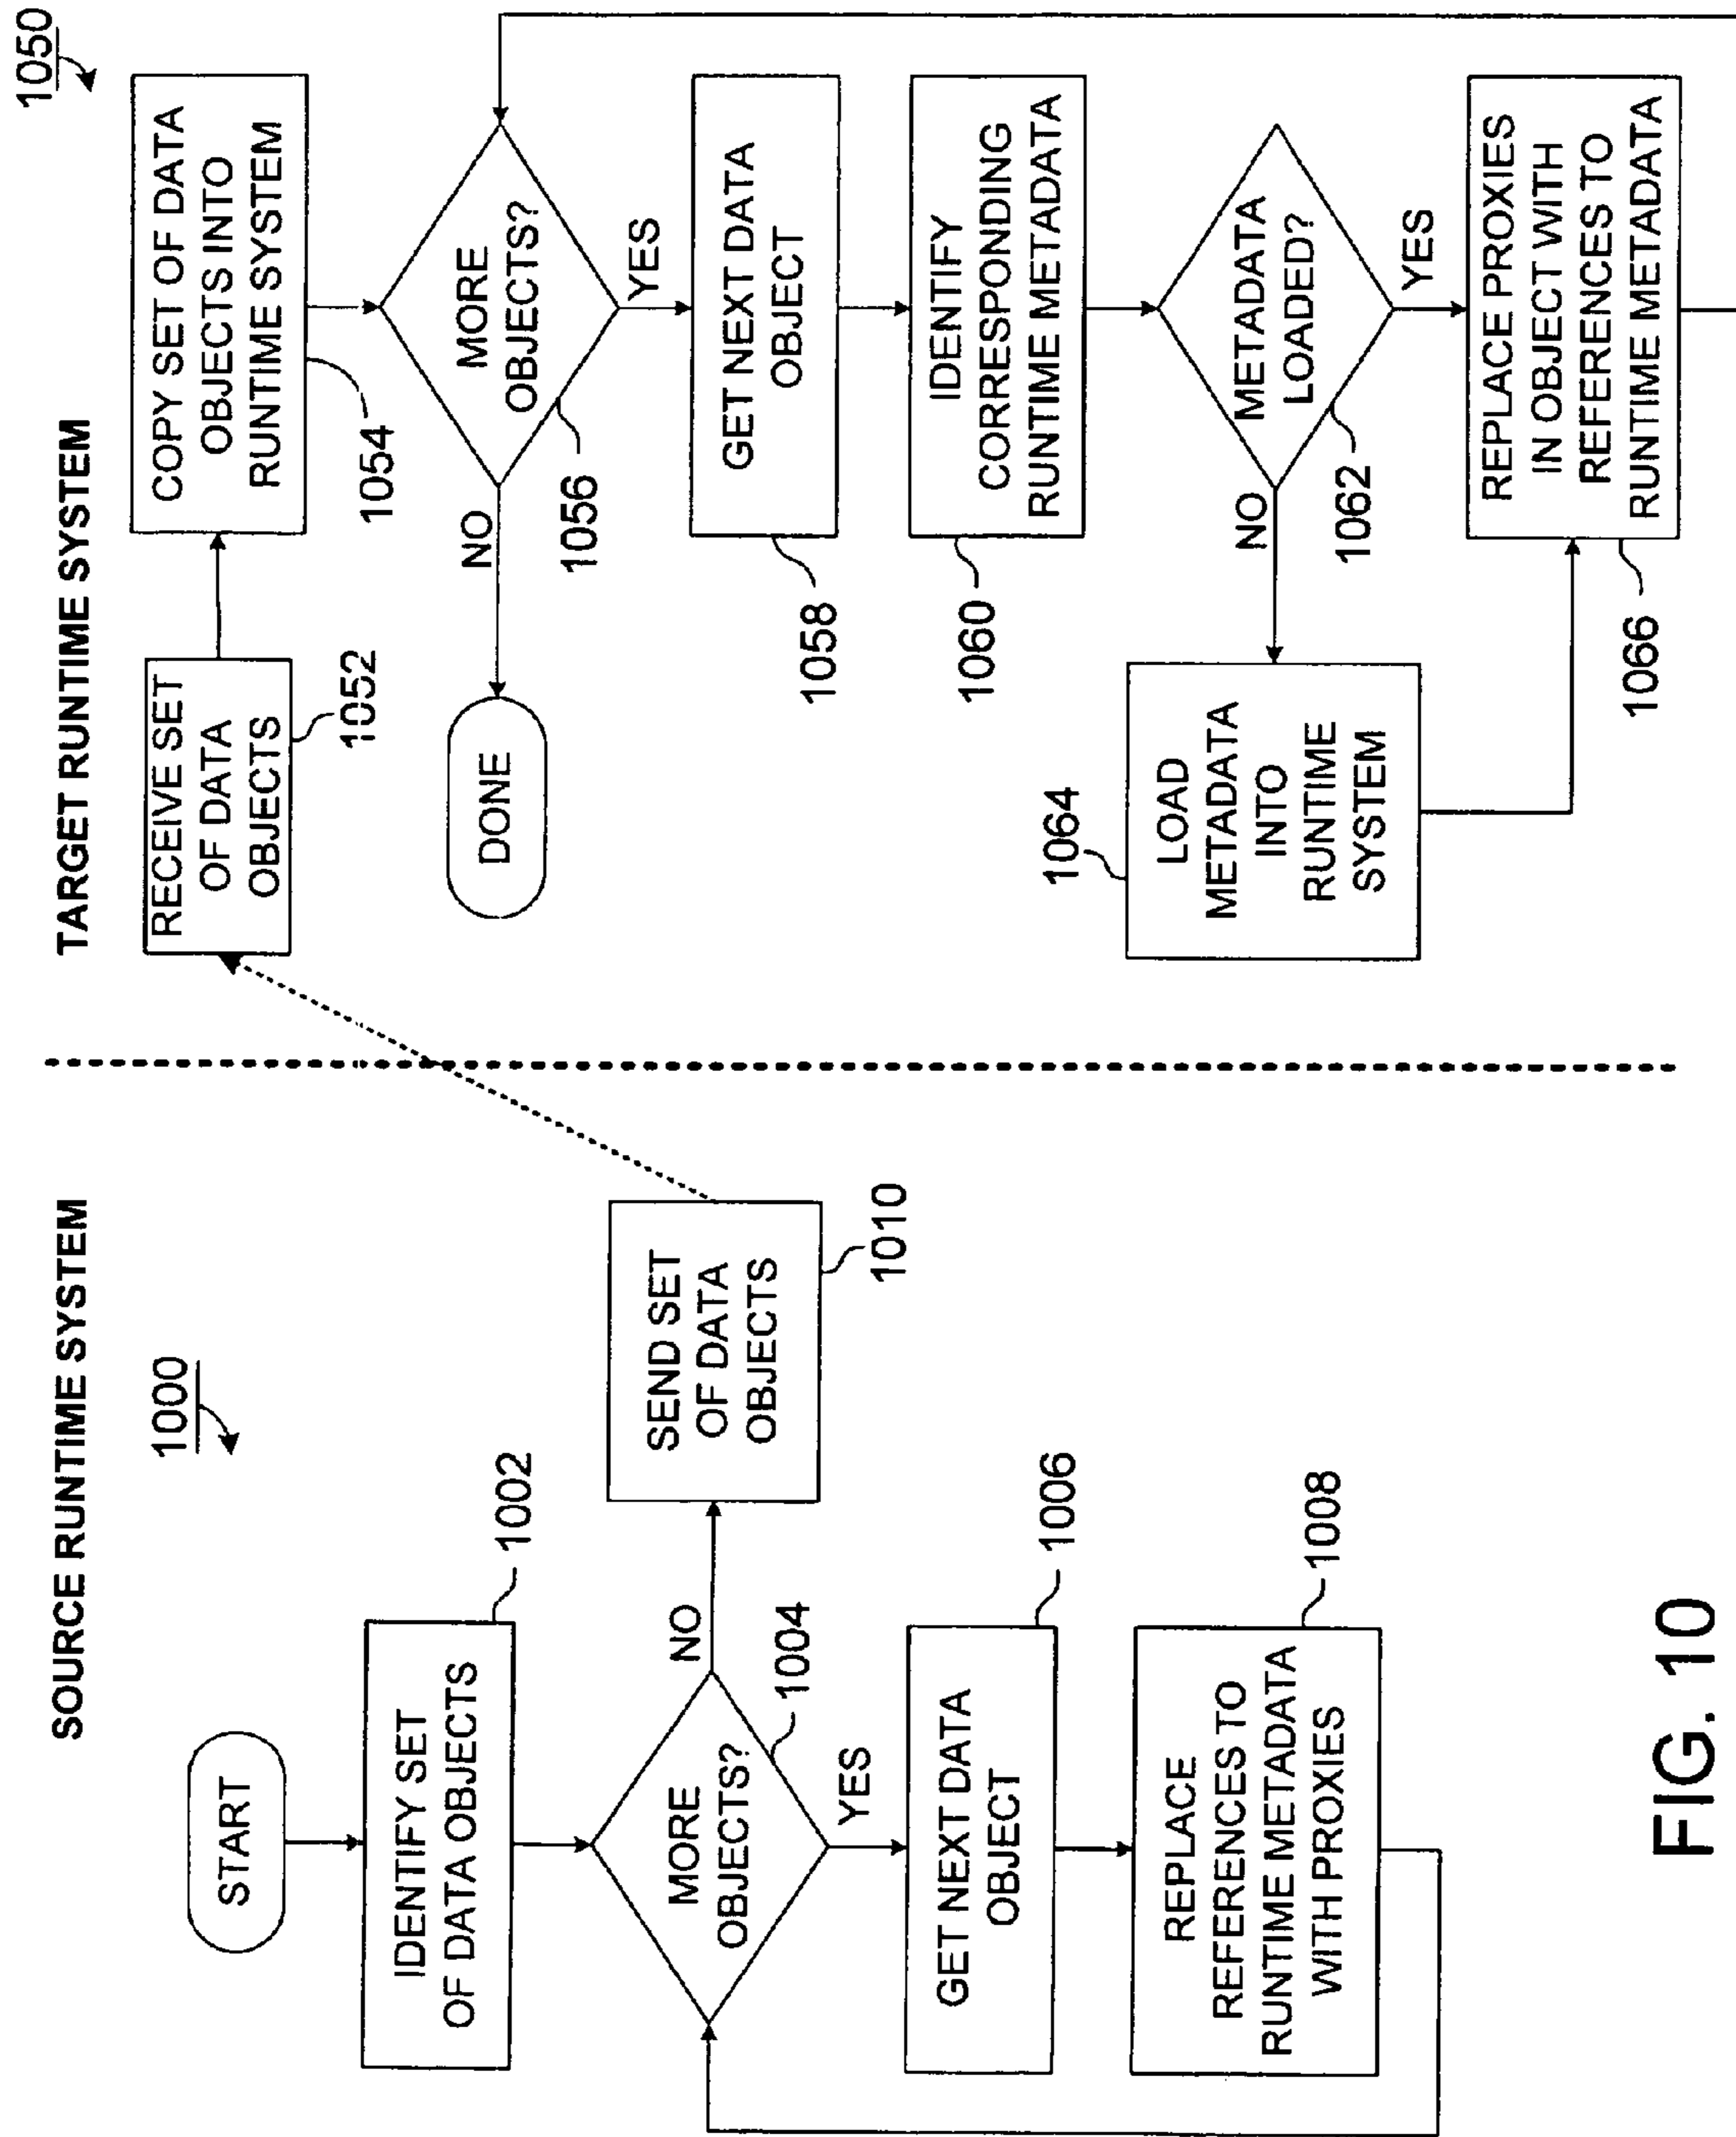 SOURCE RUNTIME SYSTEM
1000
START
IDENTIFY SET
OF DATA OBJECTS
1002
MORE
OBJECTS?
1004
NO
YES
SEND SET
OF DATA
OBJECTS
1010
GET NEXT DATA
OBJECT
1006
REPLACE
REFERENCES TO
RUNTIME METADATA
WITH PROXIES
1008
TARGET RUNTIME SYSTEM
1050
RECEIVE SET
OF DATA
OBJECTS
1052
COPY SET OF DATA
OBJECTS INTO
RUNTIME SYSTEM
1054
MORE
OBJECTS?
1056
NO
YES
DONE
GET NEXT DATA
OBJECT
1058
IDENTIFY
CORRESPONDING
RUNTIME METADATA
1060
METADATA
LOADED?
1062
NO
YES
1064
LOAD
METADATA
INTO
RUNTIME
SYSTEM
REPLACE PROXIES
IN OBJECT WITH
REFERENCES TO
RUNTIME METADATA
1066
FIG. 10